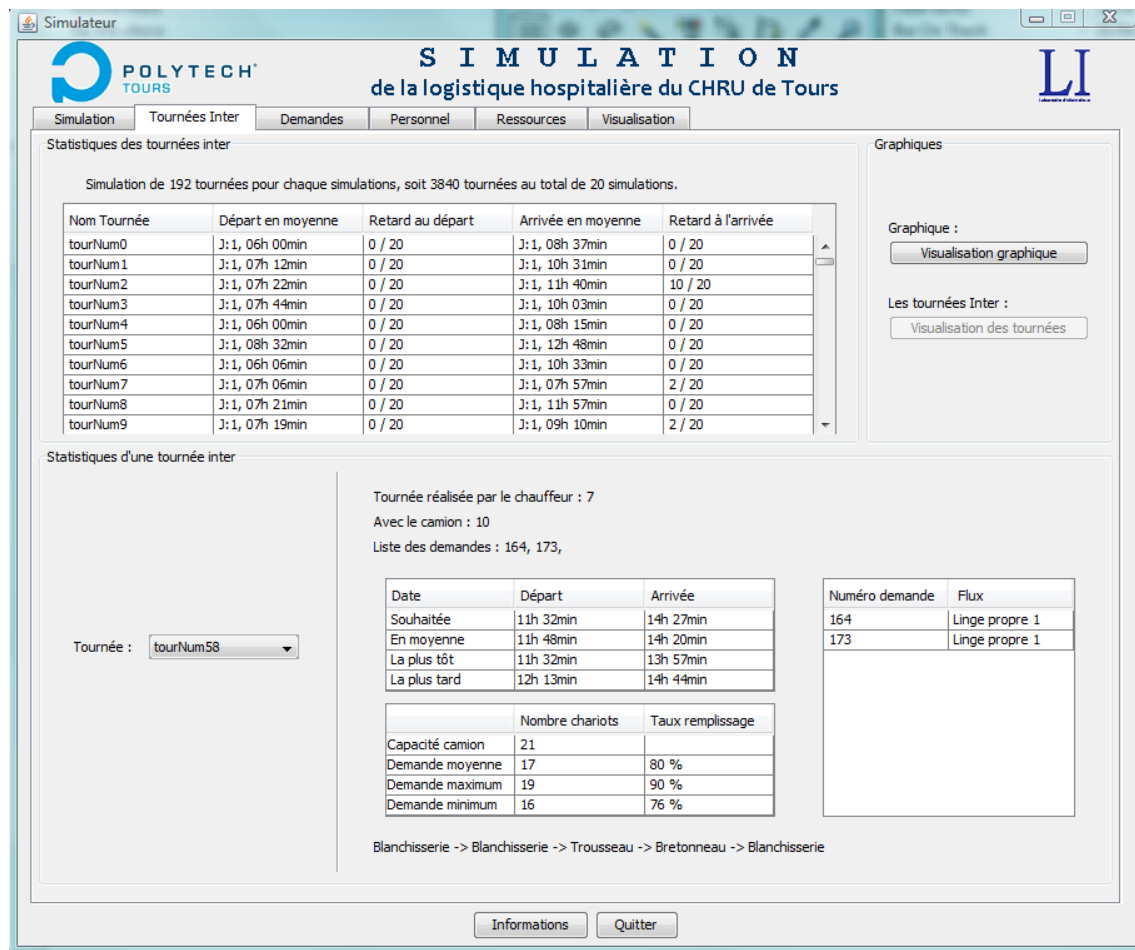 Simulateur
POLYTECH
TOURS
S I M U L A T I O N
de la logistique hospitalière du CHRU de Tours
LI
Simulation Tournées Inter Demandes Personnel Ressources Visualisation
Statistiques des tournées inter
Simulation de 192 tournées pour chaque simulations, soit 3840 tournées au total de 20 simulations.
Nom Tournée Départ en moyenne Retard au départ Arrivée en moyenne Retard à l'arrivée
tourNum0 J:1, 06h 00min 0 / 20 J:1, 08h 37min 0 / 20
tourNum1 J:1, 07h 12min 0 / 20 J:1, 10h 31min 0 / 20
tourNum2 J:1, 07h 22min 0 / 20 J:1, 11h 40min 10 / 20
tourNum3 J:1, 07h 44min 0 / 20 J:1, 10h 03min 0 / 20
tourNum4 J:1, 06h 00min 0 / 20 J:1, 08h 15min 0 / 20
tourNum5 J:1, 08h 32min 0 / 20 J:1, 12h 48min 0 / 20
tourNum6 J:1, 06h 06min 0 / 20 J:1, 10h 33min 0 / 20
tourNum7 J:1, 07h 06min 0 / 20 J:1, 07h 57min 2 / 20
tourNum8 J:1, 07h 21min 0 / 20 J:1, 11h 57min 0 / 20
tourNum9 J:1, 07h 19min 0 / 20 J:1, 09h 10min 2 / 20
Graphiques
Graphique :
Visualisation graphique
Les tournées Inter :
Visualisation des tournées
Statistiques d'une tournée inter
Tournée : tourNum58
Tournée réalisée par le chauffeur : 7
Avec le camion : 10
Liste des demandes : 164, 173,
Date Départ Arrivée
Souhaitée 11h 32min 14h 27min
En moyenne 11h 48min 14h 20min
La plus tôt 11h 32min 13h 57min
La plus tard 12h 13min 14h 44min
Nombre chariots Taux remplissage
Capacité camion 21
Demande moyenne 17 80 %
Demande maximum 19 90 %
Demande minimum 16 76 %
Numéro demande Flux
164 Linge propre 1
173 Linge propre 1
Blanchisserie -> Blanchisserie -> Trousseau -> Bretonneau -> Blanchisserie
Informations Quitter